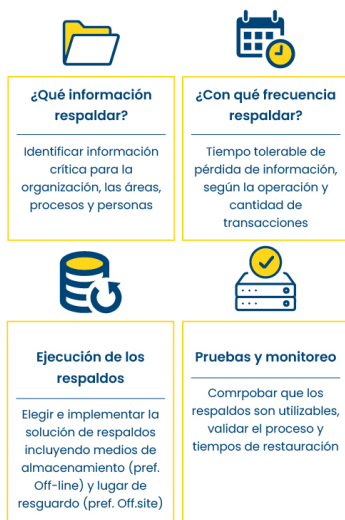 ¿Qué información
respaldar?
Identificar información
crítica para la
organización, las áreas,
procesos y personas
¿Con qué frecuencia
respaldar?
Tiempo tolerable de
pérdida de información,
según la operación y
cantidad de
transacciones
Ejecución de los
respaldos
Elegir e implementar la
solución de respaldos
incluyendo medios de
almacenamiento (pref.
Off-line) y lugar de
resguardo (pref. Off.site)
Pruebas y monitoreo
Comrpobar que los
respaldos son utilizables,
validar el proceso y
tiempos de restauración